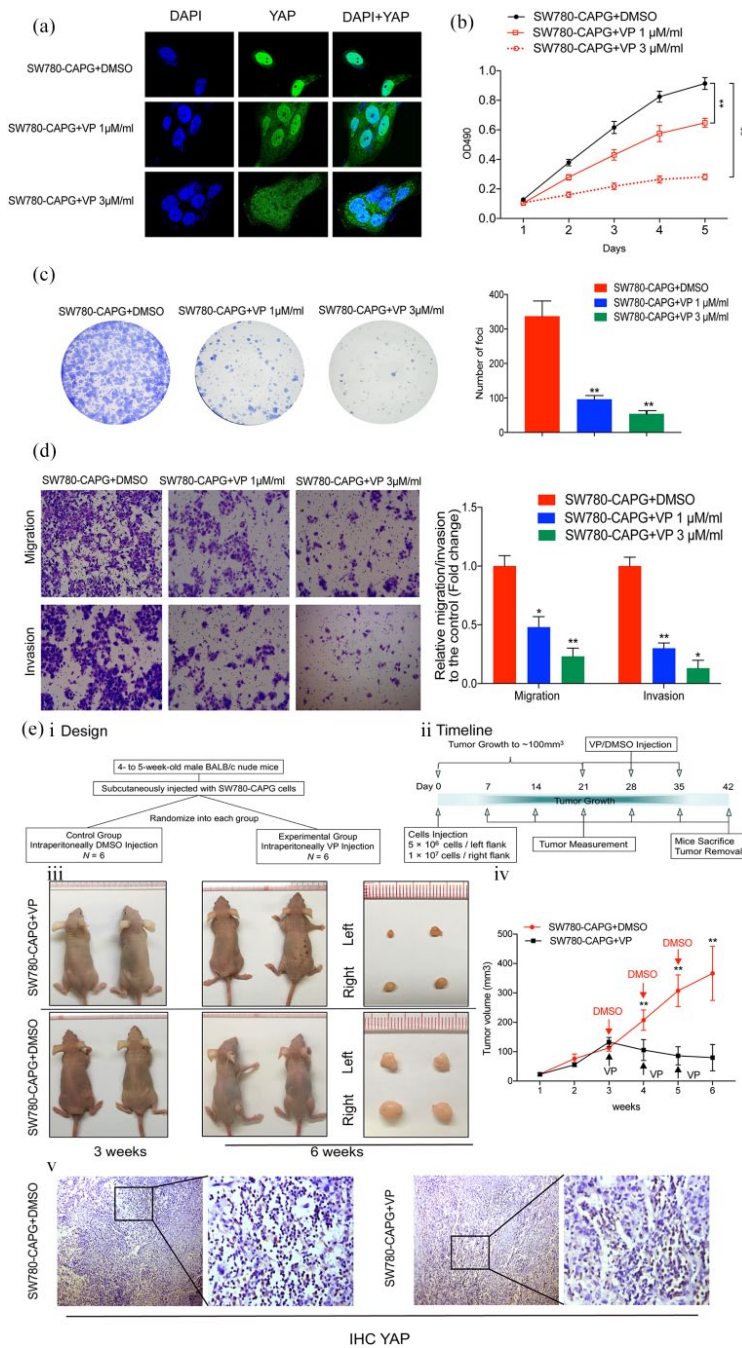 (a)
DAPI
YAP
DAPI+YAP
SW780-CAPG+DMSO
SW780-CAPG+VP 1μM/ml
SW780-CAPG+VP 3μM/ml
(b)
SW780-CAPG+DMSO
SW780-CAPG+VP 1 μM/ml
SW780-CAPG+VP 3 μM/ml
OD490
1.0
0.8
0.6
0.4
0.2
0.0
1 2 3 4 5
Days
**
(c)
SW780-CAPG+DMSO
SW780-CAPG+VP 1μM/ml
SW780-CAPG+VP 3μM/ml
SW780-CAPG+DMSO
SW780-CAPG+VP 1 μM/ml
SW780-CAPG+VP 3 μM/ml
Number of foci
400
300
200
100
0
**
**
(d)
SW780-CAPG+DMSO
SW780-CAPG+VP 1μM/ml
SW780-CAPG+VP 3μM/ml
Migration
Invasion
SW780-CAPG+DMSO
SW780-CAPG+VP 1 μM/ml
SW780-CAPG+VP 3 μM/ml
Relative migration/invasion
to the control (Fold change)
1.5
1.0
0.5
0.0
*
**
**
*
Migration
Invasion
(e) i Design
4- to 5-week-old male BALB/c nude mice
Subcutaneously injected with SW780-CAPG cells
Randomize into each group
Control Group
Intraperitoneally DMSO Injection
N = 6
Experimental Group
Intraperitoneally VP Injection
N = 6
ii Timeline
Tumor Growth to ~100mm³
VP/DMSO Injection
Day 0 7 14 21 28 35 42
Tumor Growth
Cells Injection
5 × 10⁶ cells / left flank
1 × 10⁷ cells / right flank
Tumor Measurement
Mice Sacrifice
Tumor Removal
iii
SW780-CAPG+VP
Left
Right
SW780-CAPG+DMSO
Left
Right
3 weeks
6 weeks
iv
SW780-CAPG+DMSO
SW780-CAPG+VP
Tumor volume (mm3)
500
400
300
200
100
0
DMSO
DMSO
DMSO
**
**
**
VP
VP
VP
1 2 3 4 5 6
weeks
v
SW780-CAPG+DMSO
SW780-CAPG+VP
IHC YAP